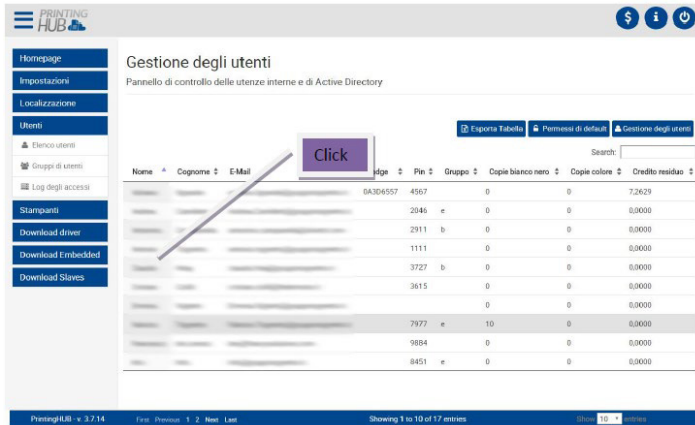 PRINTING
HUB
$ i
Homepage
Impostazioni
Localizzazione
Utenti
Elenco utenti
Gruppi di utenti
Log degli accessi
Stampanti
Download driver
Download Embedded
Download Slaves
Gestione degli utenti
Pannello di controllo delle utenze interne e di Active Directory
Esporta Tabella Permessi di default Gestione degli utenti
Search:
Click
Nome Cognome E-Mail Pin Gruppo Copie bianco nero Copie colore Credito residuo
0A3D6557 4567 0 0 7,2629
2046 e 0 0 0,0000
2911 b 0 0 0,0000
1111 0 0 0,0000
3727 b 0 0 0,0000
3615 0 0 0,0000
0 0 0,0000
7977 e 10 0 0,0000
9884 0 0 0,0000
8451 e 0 0 0,0000
PrintingHUB - v. 3.7.14 First Previous 1 2 Next Last Showing 1 to 10 of 17 entries Show 10 entries